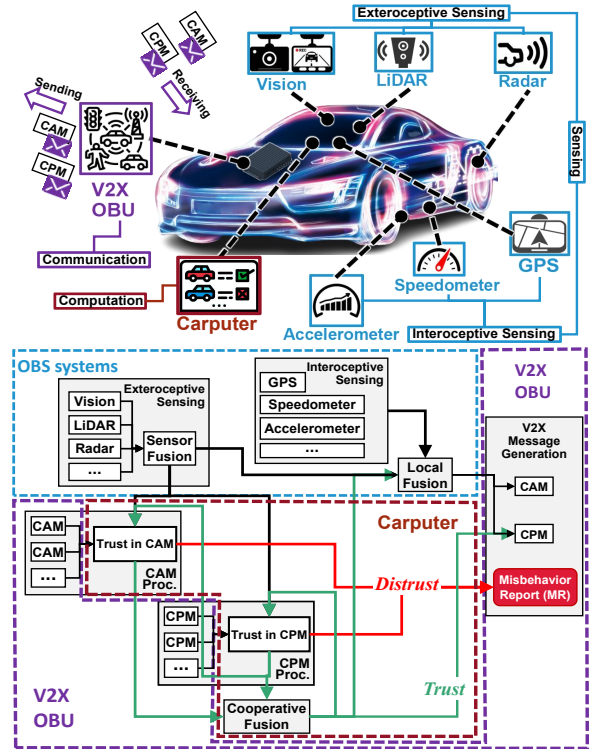 Exteroceptive Sensing
CPM
CAM
Receiving
Sending
Vision
REC
LiDAR
Radar
Sensing
CAM
CPM
V2X
OBU
Communication
Computation
Carputer
GPS
Speedometer
Accelerometer
Interoceptive Sensing
OBS systems
Exteroceptive
Sensing
Vision
LiDAR
Radar
...
Sensor
Fusion
Interoceptive
Sensing
GPS
Speedometer
Accelerometer
...
Local
Fusion
V2X
OBU
V2X
Message
Generation
CAM
CPM
Misbehavior
Report (MR)
Carputer
CAM
CAM
...
Trust in CAM
CAM
Proc.
Distrust
CPM
CPM
...
Trust in CPM
CPM
Proc.
Trust
Cooperative
Fusion
V2X
OBU